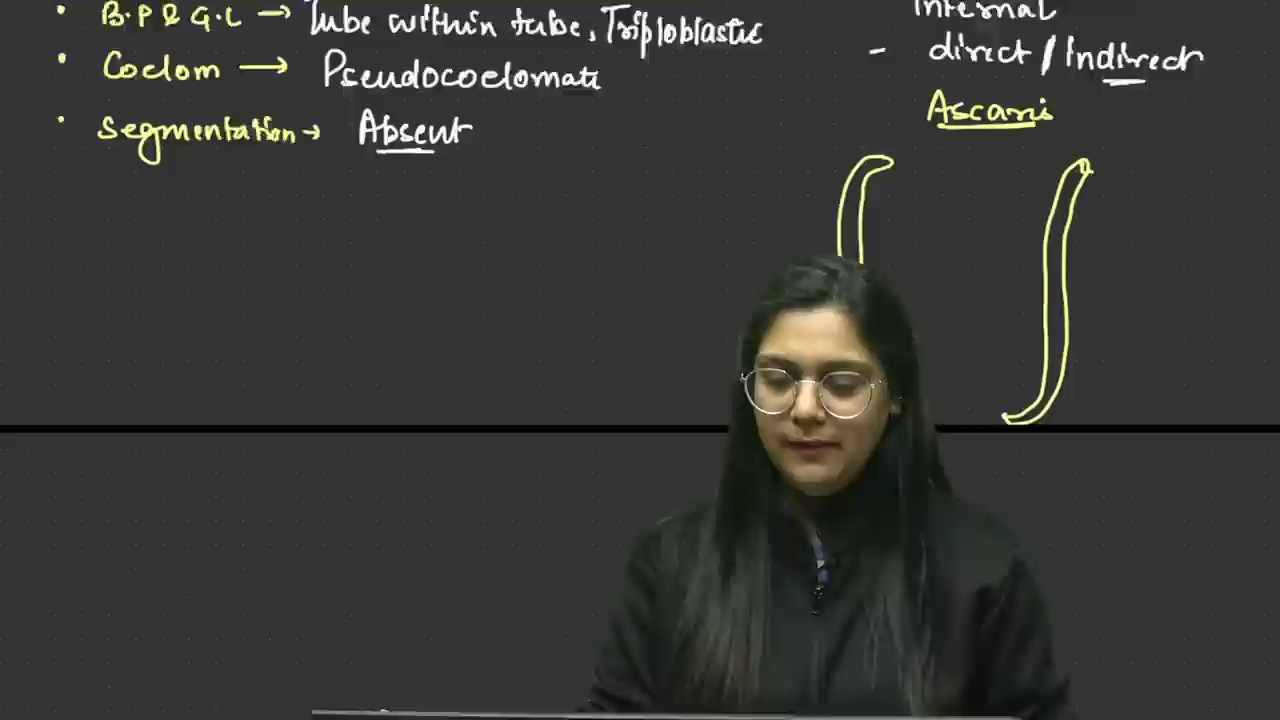 • B.P & G.L → Tube within tube, Triploblastic
• Coelom → Pseudocoelomate
• Segmentation → Absent
Internal
- direct / Indirect
Ascaris